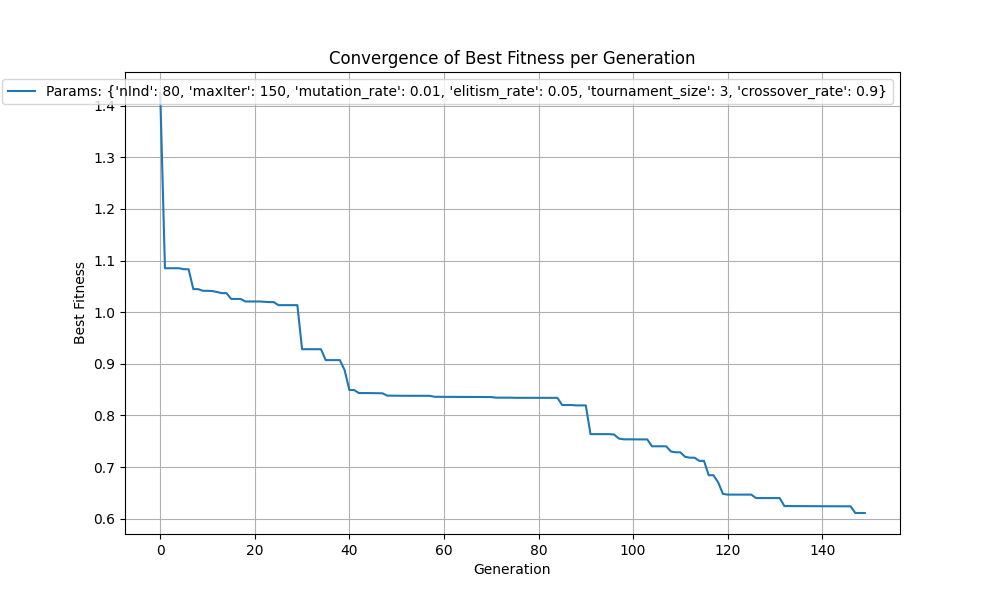 Convergence of Best Fitness per Generation
Params: {'nInd': 80, 'maxIter': 150, 'mutation_rate': 0.01, 'elitism_rate': 0.05, 'tournament_size': 3, 'crossover_rate': 0.9}
1.4
1.3
1.2
1.1
1.0
0.9
0.8
0.7
0.6
Best Fitness
0 20 40 60 80 100 120 140
Generation